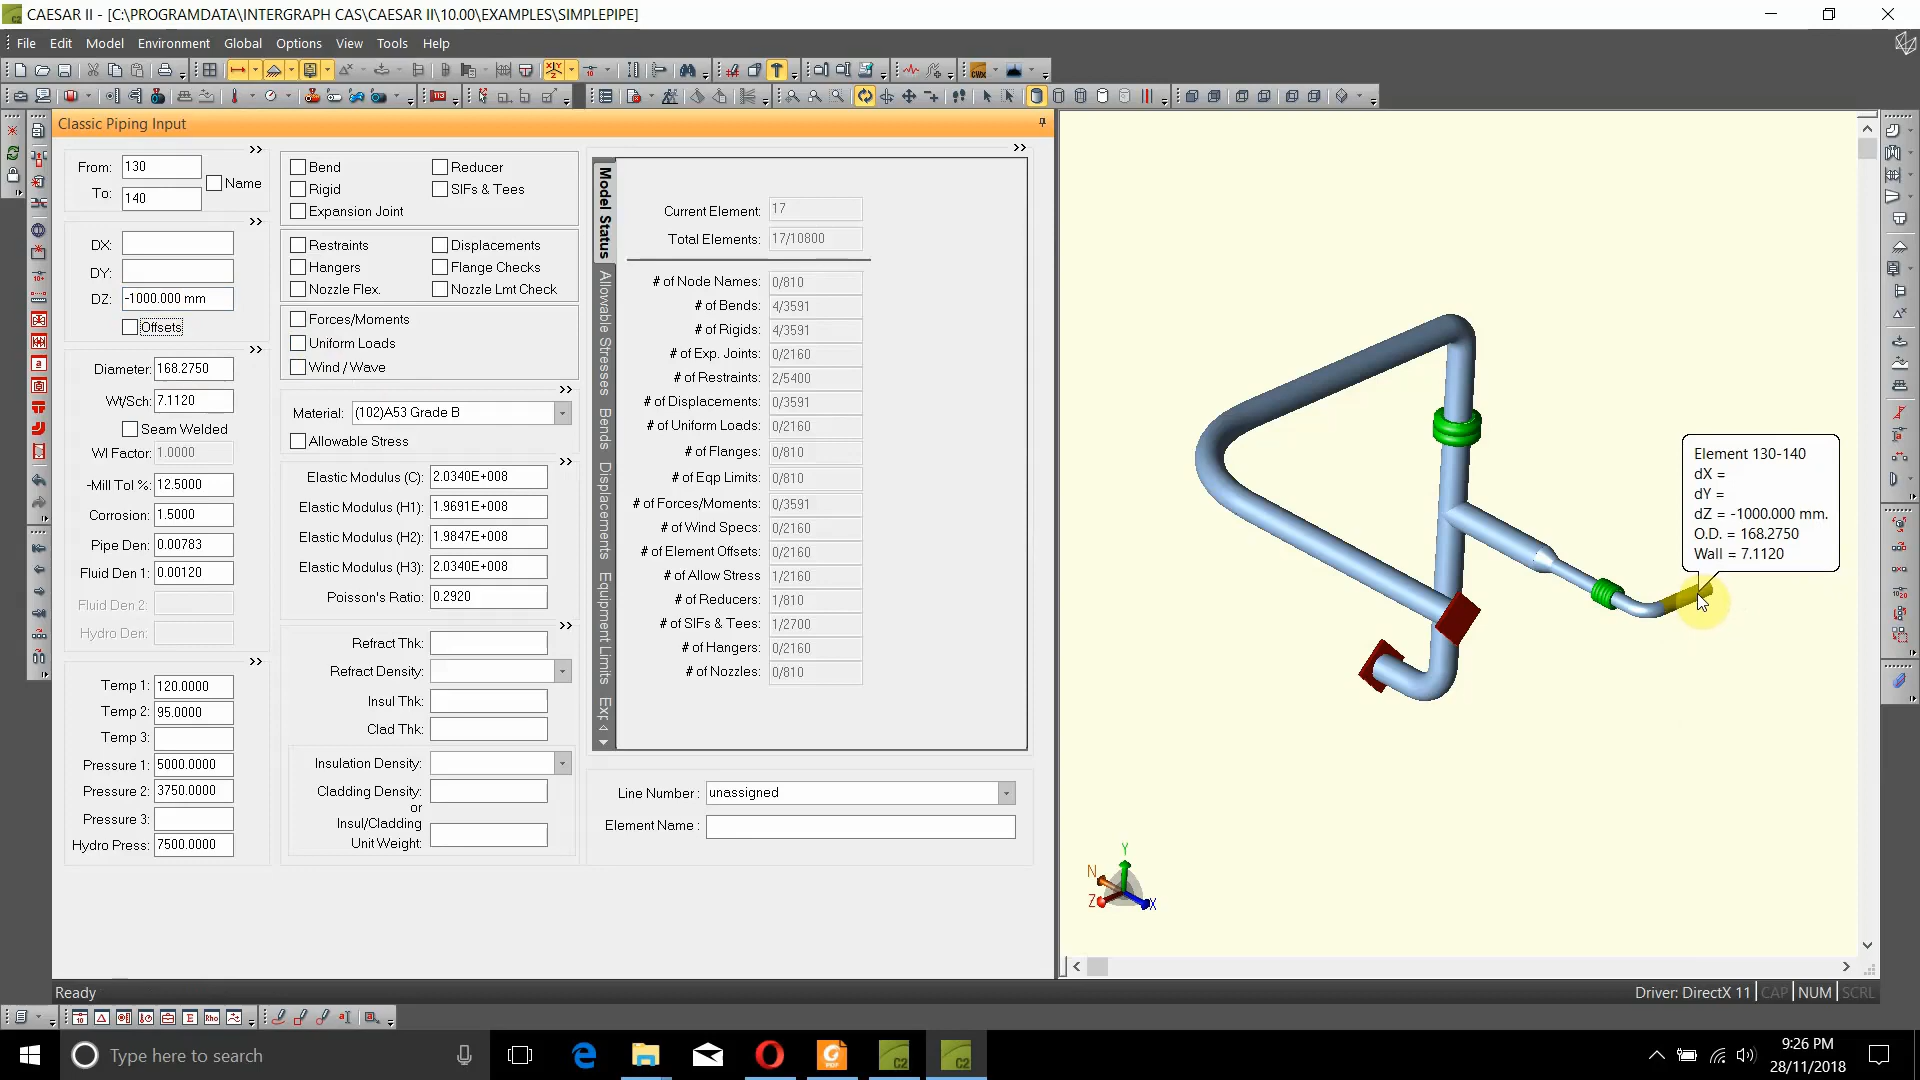 CAESAR II - [C:\PROGRAMDATA\INTERGRAPH CAS\CAESAR II\10.00\EXAMPLES\SIMPLEPIPE]
File Edit Model Environment Global Options View Tools Help
Classic Piping Input
From: 130
To: 140
Name
DX:
DY:
DZ: -1000.000 mm
Offsets
Diameter: 168.2750
Wt/Sch: 7.1120
Seam Welded
WI Factor: 1.0000
-Mill Tol %: 12.5000
Corrosion: 1.5000
Pipe Den: 0.00783
Fluid Den 1: 0.00120
Fluid Den 2:
Hydro Den:
Temp 1: 120.0000
Temp 2: 95.0000
Temp 3:
Pressure 1: 5000.0000
Pressure 2: 3750.0000
Pressure 3:
Hydro Press: 7500.0000
Bend Reducer
Rigid SIFs & Tees
Expansion Joint
Restraints Displacements
Hangers Flange Checks
Nozzle Flex. Nozzle Lmt Check
Forces/Moments
Uniform Loads
Wind / Wave
Material: (102)A53 Grade B
Allowable Stress
Elastic Modulus (C): 2.0340E+008
Elastic Modulus (H1): 1.9691E+008
Elastic Modulus (H2): 1.9847E+008
Elastic Modulus (H3): 2.0340E+008
Poisson's Ratio: 0.2920
Refract Thk:
Refract Density:
Insul Thk:
Clad Thk:
Insulation Density:
Cladding Density:
or
Insul/Cladding
Unit Weight:
Model Status
Allowable Stresses
Bends
Displacements
Equipment Limits
Exp
Current Element: 17
Total Elements: 17/10800
# of Node Names: 0/810
# of Bends: 4/3591
# of Rigids: 4/3591
# of Exp. Joints: 0/2160
# of Restraints: 2/5400
# of Displacements: 0/3591
# of Uniform Loads: 0/2160
# of Flanges: 0/810
# of Eqp Limits: 0/810
# of Forces/Moments: 0/3591
# of Wind Specs: 0/2160
# of Element Offsets: 0/2160
# of Allow Stress 1/2160
# of Reducers: 1/810
# of SIFs & Tees: 1/2700
# of Hangers: 0/2160
# of Nozzles: 0/810
Line Number: unassigned
Element Name:
Element 130-140
dX =
dY =
dZ = -1000.000 mm.
O.D. = 168.2750
Wall = 7.1120
Y
N
Z
X
Ready
Driver: DirectX 11 CAP NUM SCRL
Type here to search
9:26 PM
28/11/2018